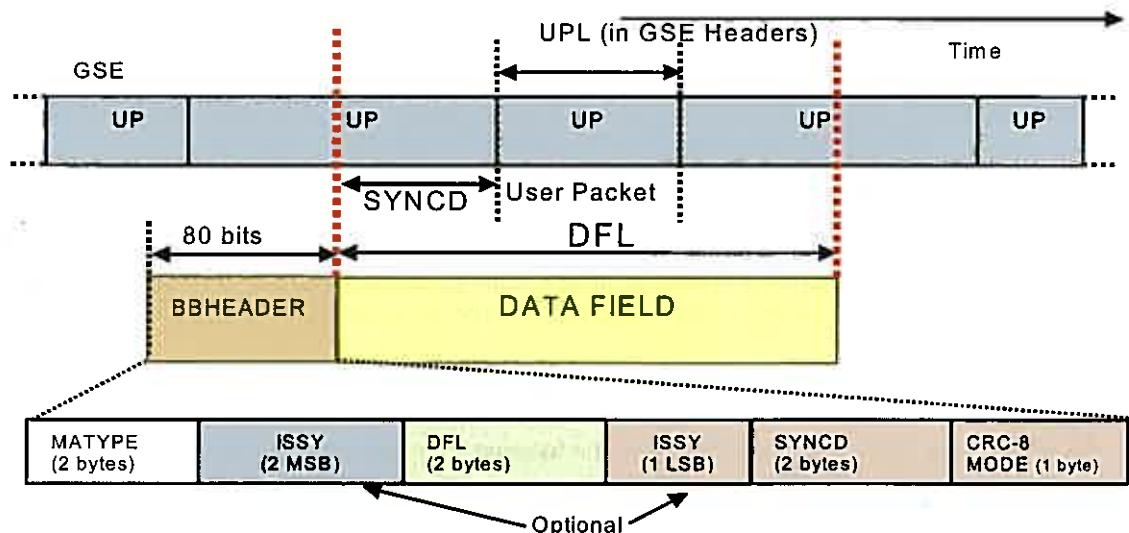 UPL (in GSE Headers)
Time
GSE
UP UP UP UP UP
SYNCD
User Packet
80 bits
DFL
BBHEADER
DATA FIELD
MATYPE
(2 bytes)
ISSY
(2 MSB)
DFL
(2 bytes)
ISSY
(1 LSB)
SYNCD
(2 bytes)
CRC-8
MODE (1 byte)
Optional